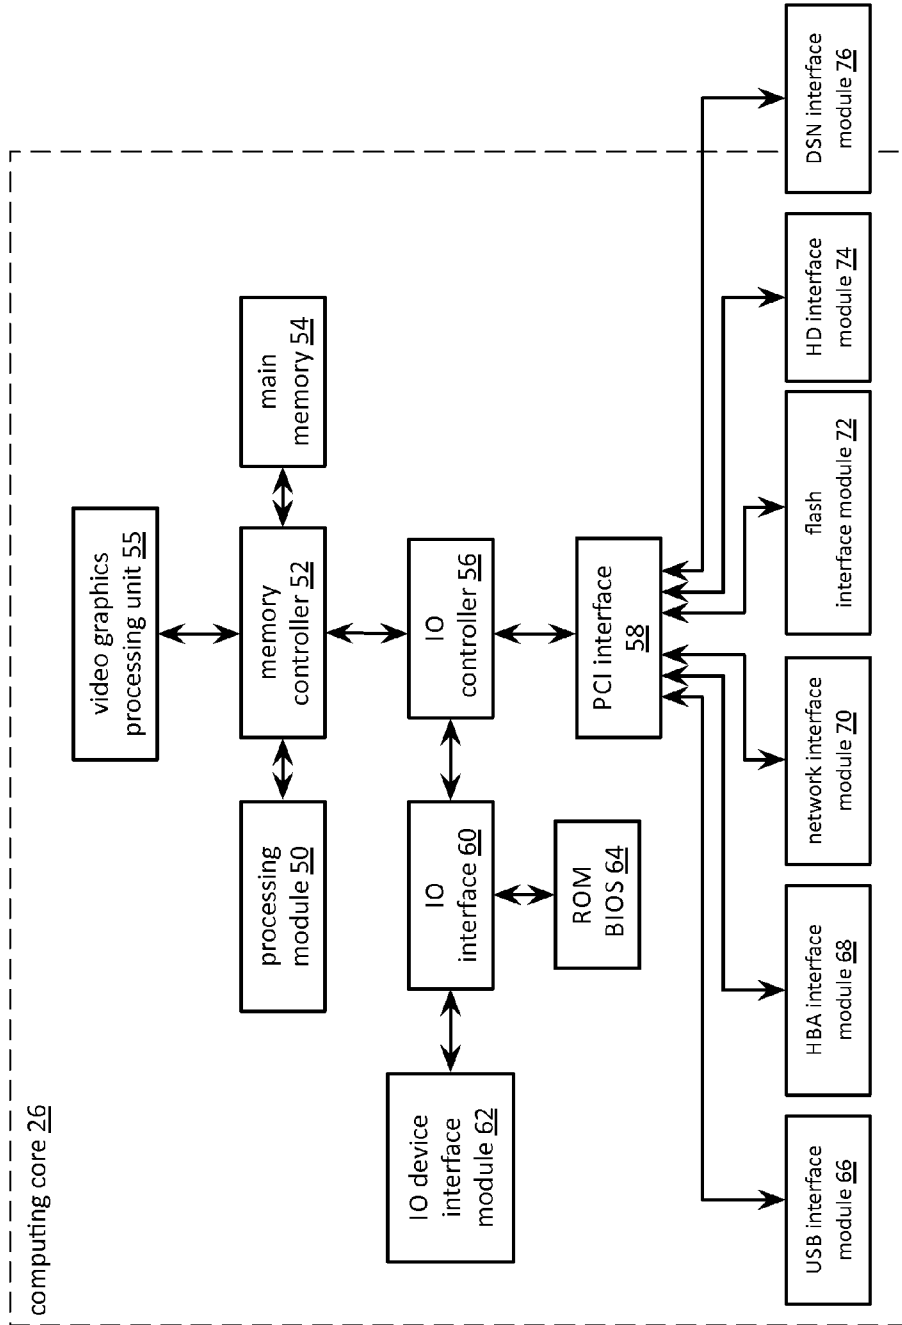 computing core 26
video graphics
processing unit 55
processing
module 50
memory
controller 52
main
memory 54
IO device
interface
module 62
IO
interface 60
IO
controller 56
ROM
BIOS 64
PCI interface
58
USB interface
module 66
HBA interface
module 68
network interface
module 70
flash
interface module 72
HD interface
module 74
DSN interface
module 76